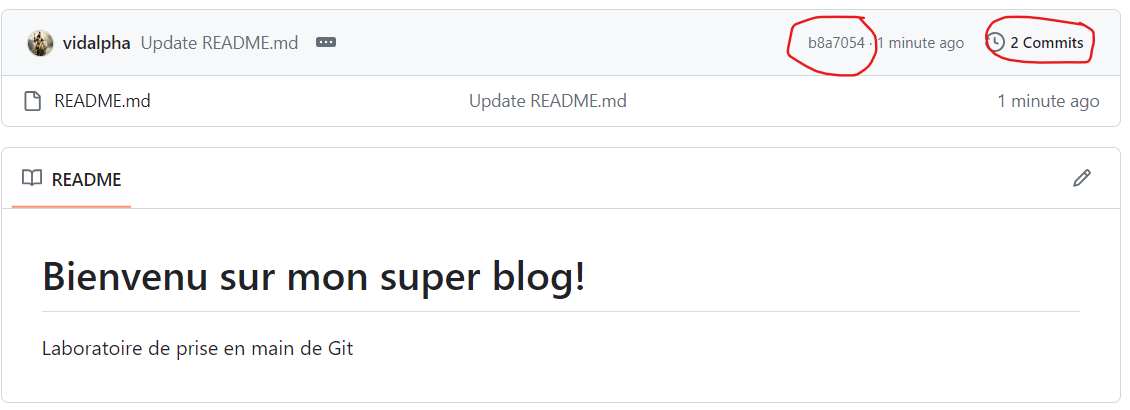 vidalpha Update README.md b8a7054 · 1 minute ago 2 Commits
README.md Update README.md 1 minute ago
README
Bienvenu sur mon super blog!
Laboratoire de prise en main de Git